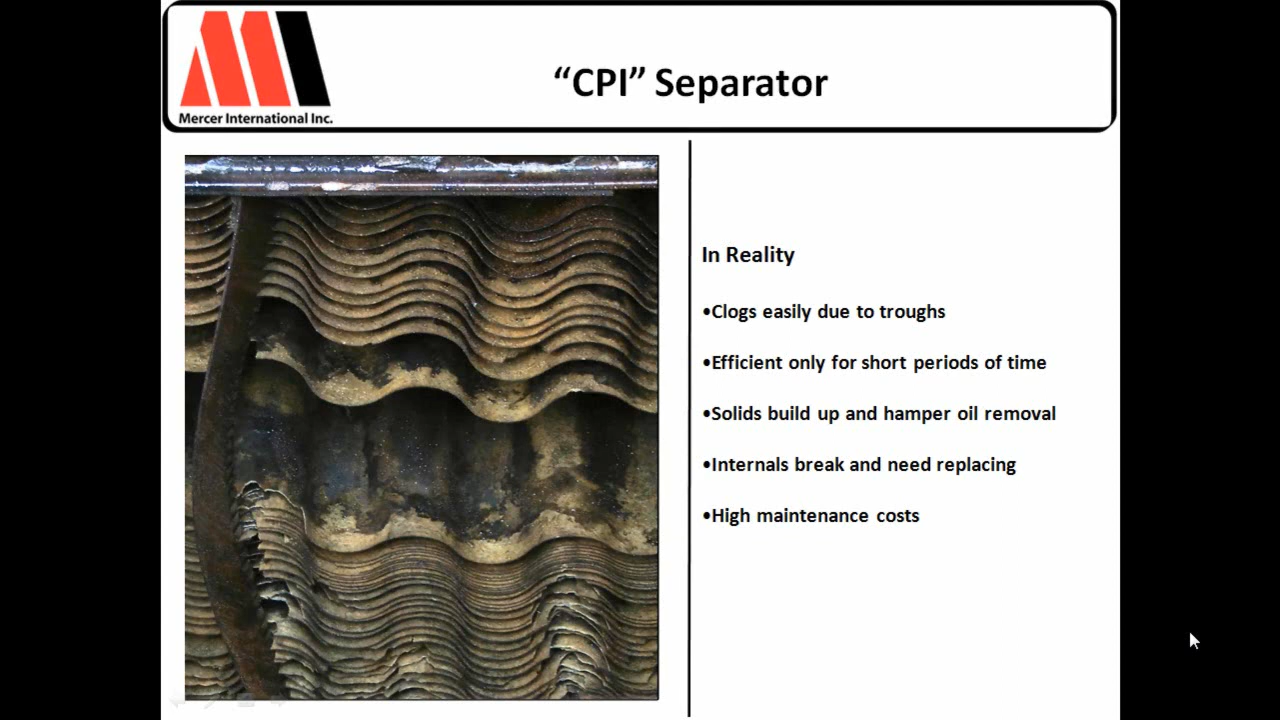 Mercer International Inc.
“CPI” Separator
In Reality
•Clogs easily due to troughs
•Efficient only for short periods of time
•Solids build up and hamper oil removal
•Internals break and need replacing
•High maintenance costs